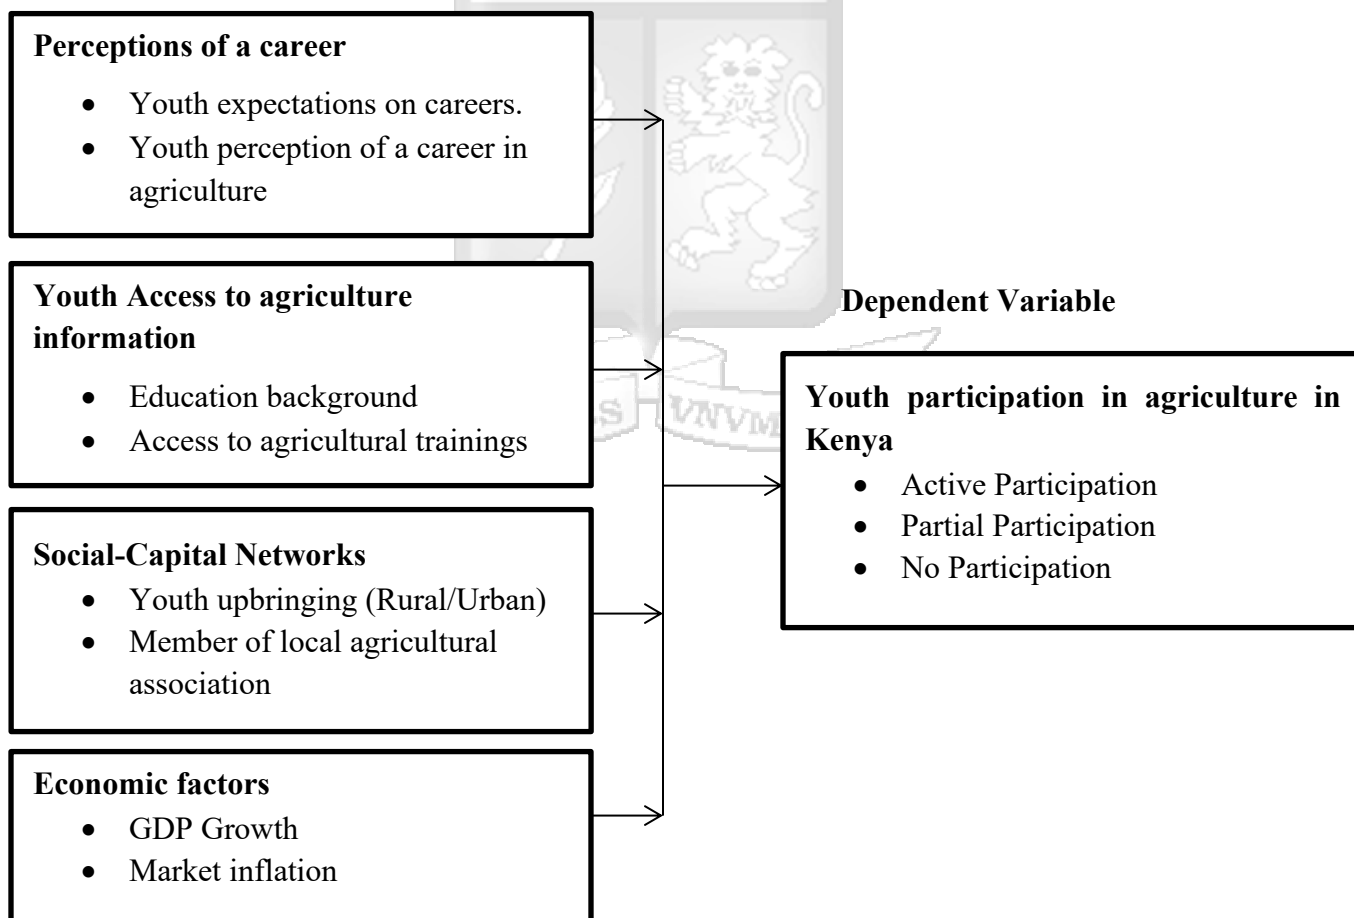 Perceptions of a career
• Youth expectations on careers.
• Youth perception of a career in
agriculture
Youth Access to agriculture
information
• Education background
• Access to agricultural trainings
Social-Capital Networks
• Youth upbringing (Rural/Urban)
• Member of local agricultural
association
Economic factors
• GDP Growth
• Market inflation
Dependent Variable
Youth participation in agriculture in
Kenya
• Active Participation
• Partial Participation
• No Participation